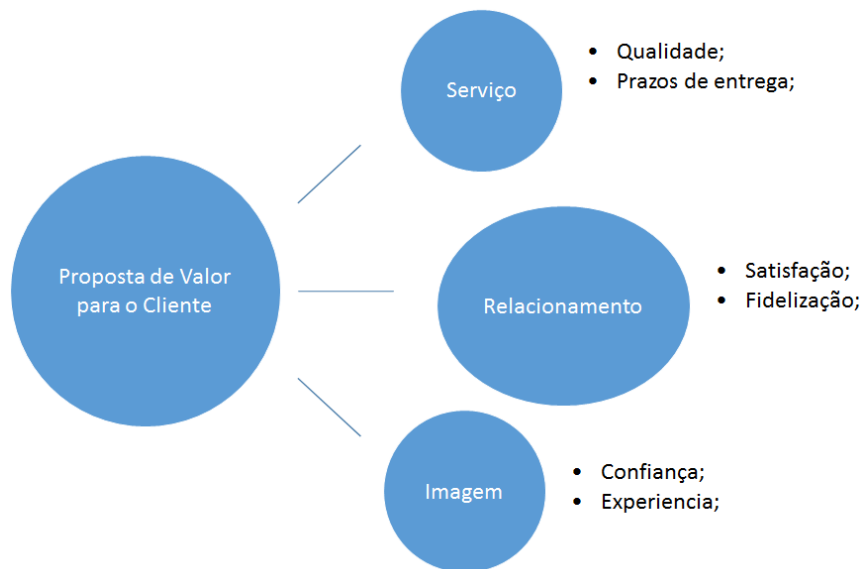 Serviço
• Qualidade;
• Prazos de entrega;
Proposta de Valor
para o Cliente
Relacionamento
• Satisfação;
• Fidelização;
Imagem
• Confiança;
• Experiencia;